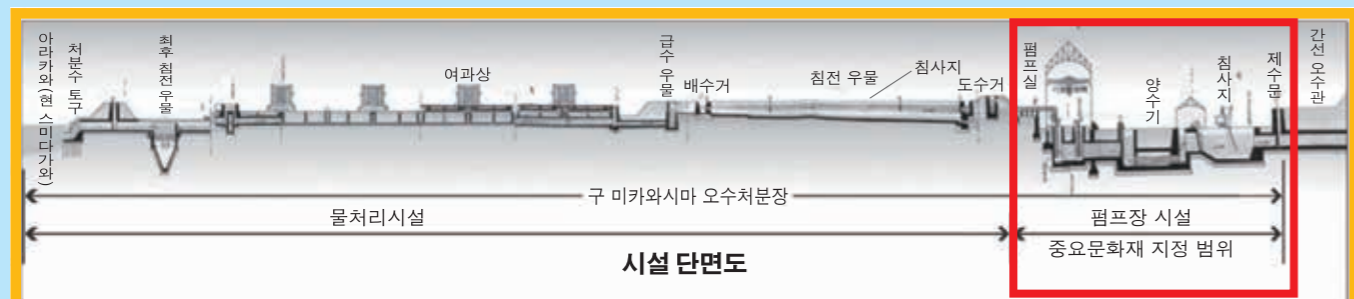 아라카와(현 스미다가와)
처분수 토구
최후 침전 우물
여과상
급수 우물
배수거
침전 우물
침사지
도수거
펌프실
양수기
침사지
제수문
간선 오수관
구 미카와시마 오수처분장
물처리시설
펌프장 시설
중요문화재 지정 범위
시설 단면도